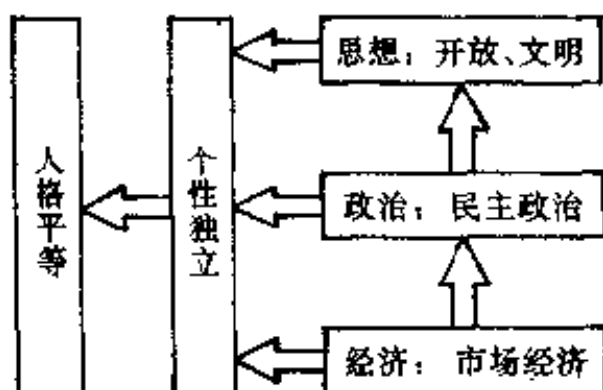 人格平等
个性独立
思想：开放、文明
政治：民主政治
经济：市场经济